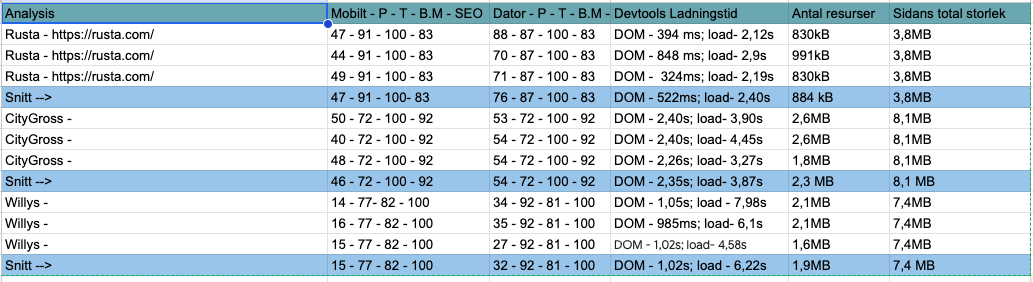 Analysis Mobilt - P - T - B.M - SEO Dator - P - T - B.M - Devtools Ladningstid Antal resurser Sidans total storlek
Rusta - https://rusta.com/ 47 - 91 - 100 - 83 88 - 87 - 100 - 83 DOM - 394 ms; load- 2,12s 830kB 3,8MB
Rusta - https://rusta.com/ 44 - 91 - 100 - 83 70 - 87 - 100 - 83 DOM - 848 ms; load- 2,9s 991kB 3,8MB
Rusta - https://rusta.com/ 49 - 91 - 100 - 83 71 - 87 - 100 - 83 DOM - 324ms; load- 2,19s 830kB 3,8MB
Snitt --> 47 - 91 - 100- 83 76 - 87 - 100 - 83 DOM - 522ms; load- 2,40s 884 kB 3,8MB
CityGross - 50 - 72 - 100 - 92 53 - 72 - 100 - 92 DOM - 2,40s; load- 3,90s 2,6MB 8,1MB
CityGross - 40 - 72 - 100 - 92 54 - 72 - 100 - 92 DOM - 2,40s; load- 4,45s 2,6MB 8,1MB
CityGross - 48 - 72 - 100 - 92 54 - 72 - 100 - 92 DOM - 2,26s; load- 3,27s 1,8MB 8,1MB
Snitt --> 46 - 72 - 100 - 92 54 - 72 - 100 - 92 DOM - 2,35s; load- 3,87s 2,3 MB 8,1 MB
Willys - 14 - 77- 82 - 100 34 - 92 - 81 - 100 DOM - 1,05s; load - 7,98s 2,1MB 7,4MB
Willys - 16 - 77 - 82 - 100 35 - 92 - 81 - 100 DOM - 985ms; load- 6,1s 2,1MB 7,4MB
Willys - 15 - 77 - 82 - 100 27 - 92 - 81 - 100 DOM - 1,02s; load- 4,58s 1,6MB 7,4MB
Snitt --> 15 - 77 - 82 - 100 32 - 92 - 81 - 100 DOM - 1,02s; load - 6,22s 1,9MB 7,4 MB